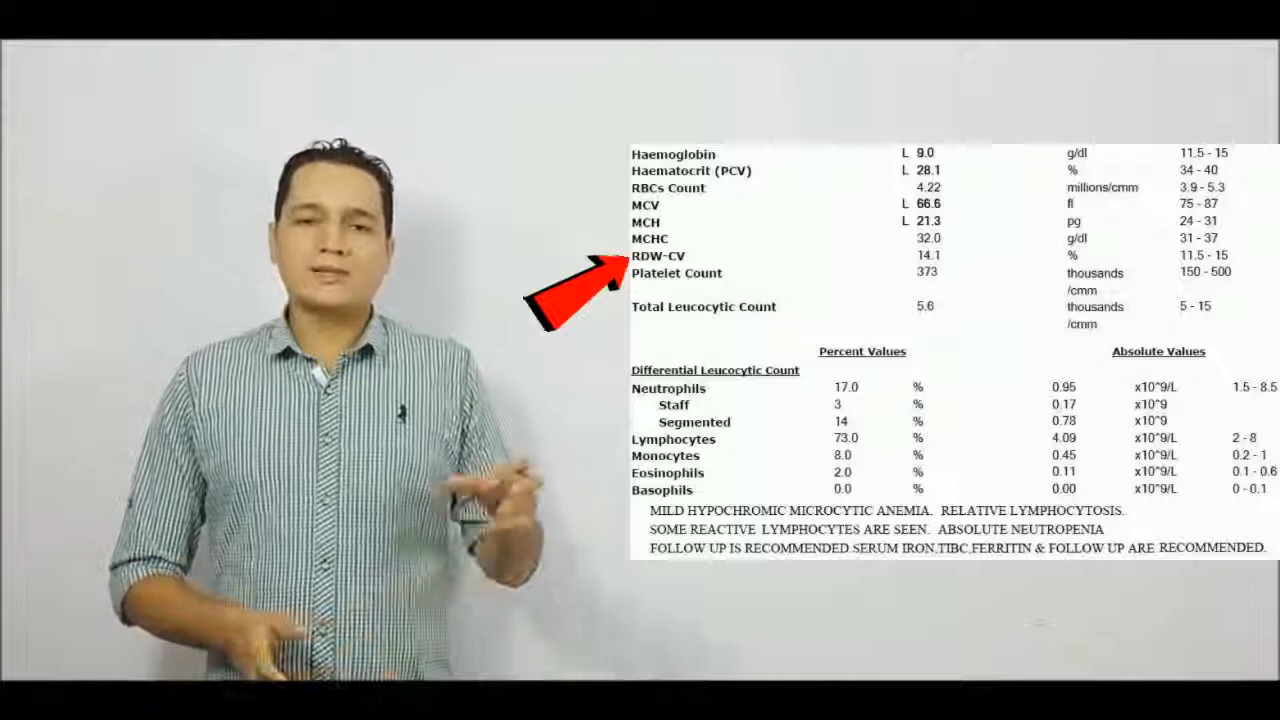 Haemoglobin L 9.0 g/dl 11.5 - 15
Haematocrit (PCV) L 28.1 % 34 - 40
RBCs Count 4.22 millions/cmm 3.9 - 5.3
MCV L 66.6 fl 75 - 87
MCH L 21.3 pg 24 - 31
MCHC 32.0 g/dl 31 - 37
RDW-CV 14.1 % 11.5 - 15
Platelet Count 373 thousands 150 - 500
/cmm
Total Leucocytic Count 5.6 thousands 5 - 15
/cmm
Percent Values Absolute Values
Differential Leucocytic Count
Neutrophils 17.0 % 0.95 x10^9/L 1.5 - 8.5
Staff 3 % 0.17 x10^9
Segmented 14 % 0.78 x10^9
Lymphocytes 73.0 % 4.09 x10^9/L 2 - 8
Monocytes 8.0 % 0.45 x10^9/L 0.2 - 1
Eosinophils 2.0 % 0.11 x10^9/L 0.1 - 0.6
Basophils 0.0 % 0.00 x10^9/L 0 - 0.1
MILD HYPOCHROMIC MICROCYTIC ANEMIA. RELATIVE LYMPHOCYTOSIS.
SOME REACTIVE LYMPHOCYTES ARE SEEN. ABSOLUTE NEUTROPENIA
FOLLOW UP IS RECOMMENDED.SERUM IRON,TIBC,FERRITIN & FOLLOW UP ARE RECOMMENDED.